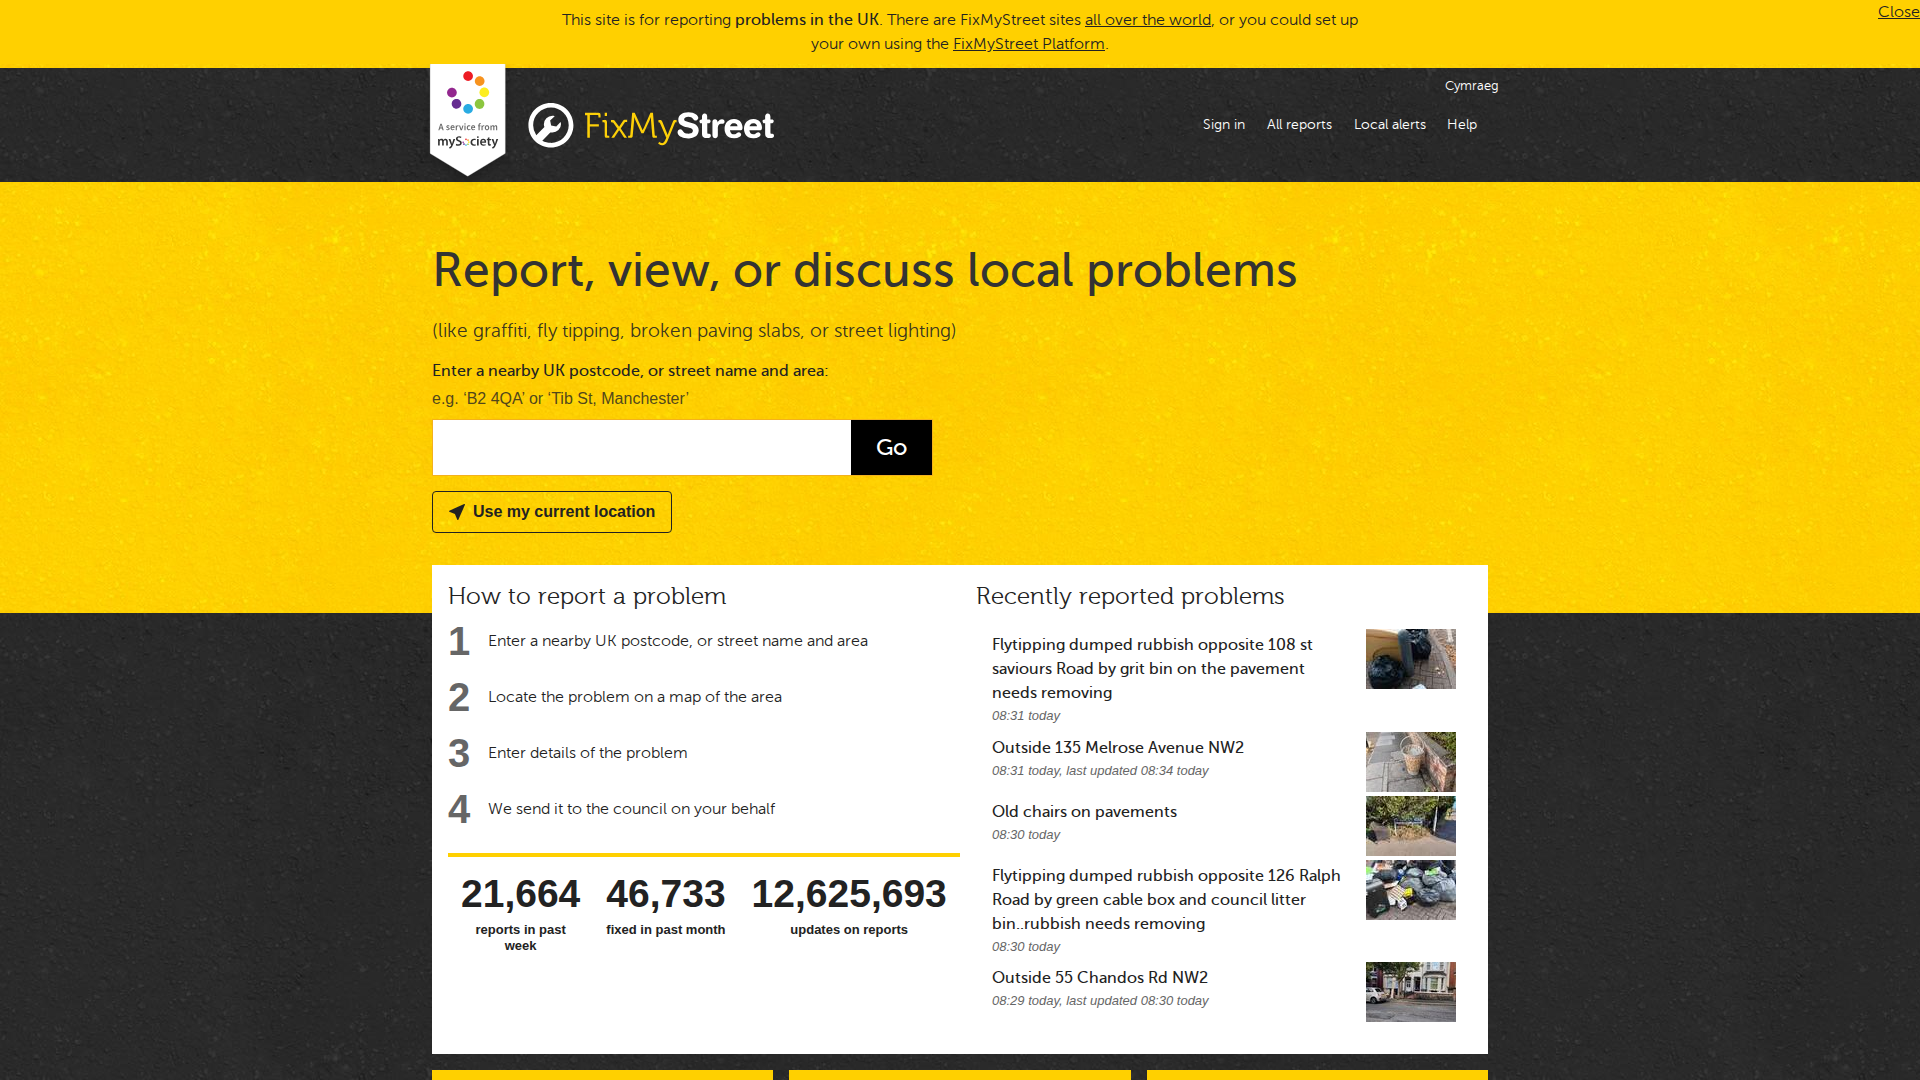 This site is for reporting problems in the UK. There are FixMyStreet sites all over the world, or you could set up
your own using the FixMyStreet Platform.
Close
A service from
mySociety
FixMyStreet
Cymraeg
Sign in
All reports
Local alerts
Help
Report, view, or discuss local problems
(like graffiti, fly tipping, broken paving slabs, or street lighting)
Enter a nearby UK postcode, or street name and area:
e.g. ‘B2 4QA’ or ‘Tib St, Manchester’
Go
Use my current location
How to report a problem
1 Enter a nearby UK postcode, or street name and area
2 Locate the problem on a map of the area
3 Enter details of the problem
4 We send it to the council on your behalf
21,664
reports in past
week
46,733
fixed in past month
12,625,693
updates on reports
Recently reported problems
Flytipping dumped rubbish opposite 108 st
saviours Road by grit bin on the pavement
needs removing
08:31 today
Outside 135 Melrose Avenue NW2
08:31 today, last updated 08:34 today
Old chairs on pavements
08:30 today
Flytipping dumped rubbish opposite 126 Ralph
Road by green cable box and council litter
bin..rubbish needs removing
08:30 today
Outside 55 Chandos Rd NW2
08:29 today, last updated 08:30 today